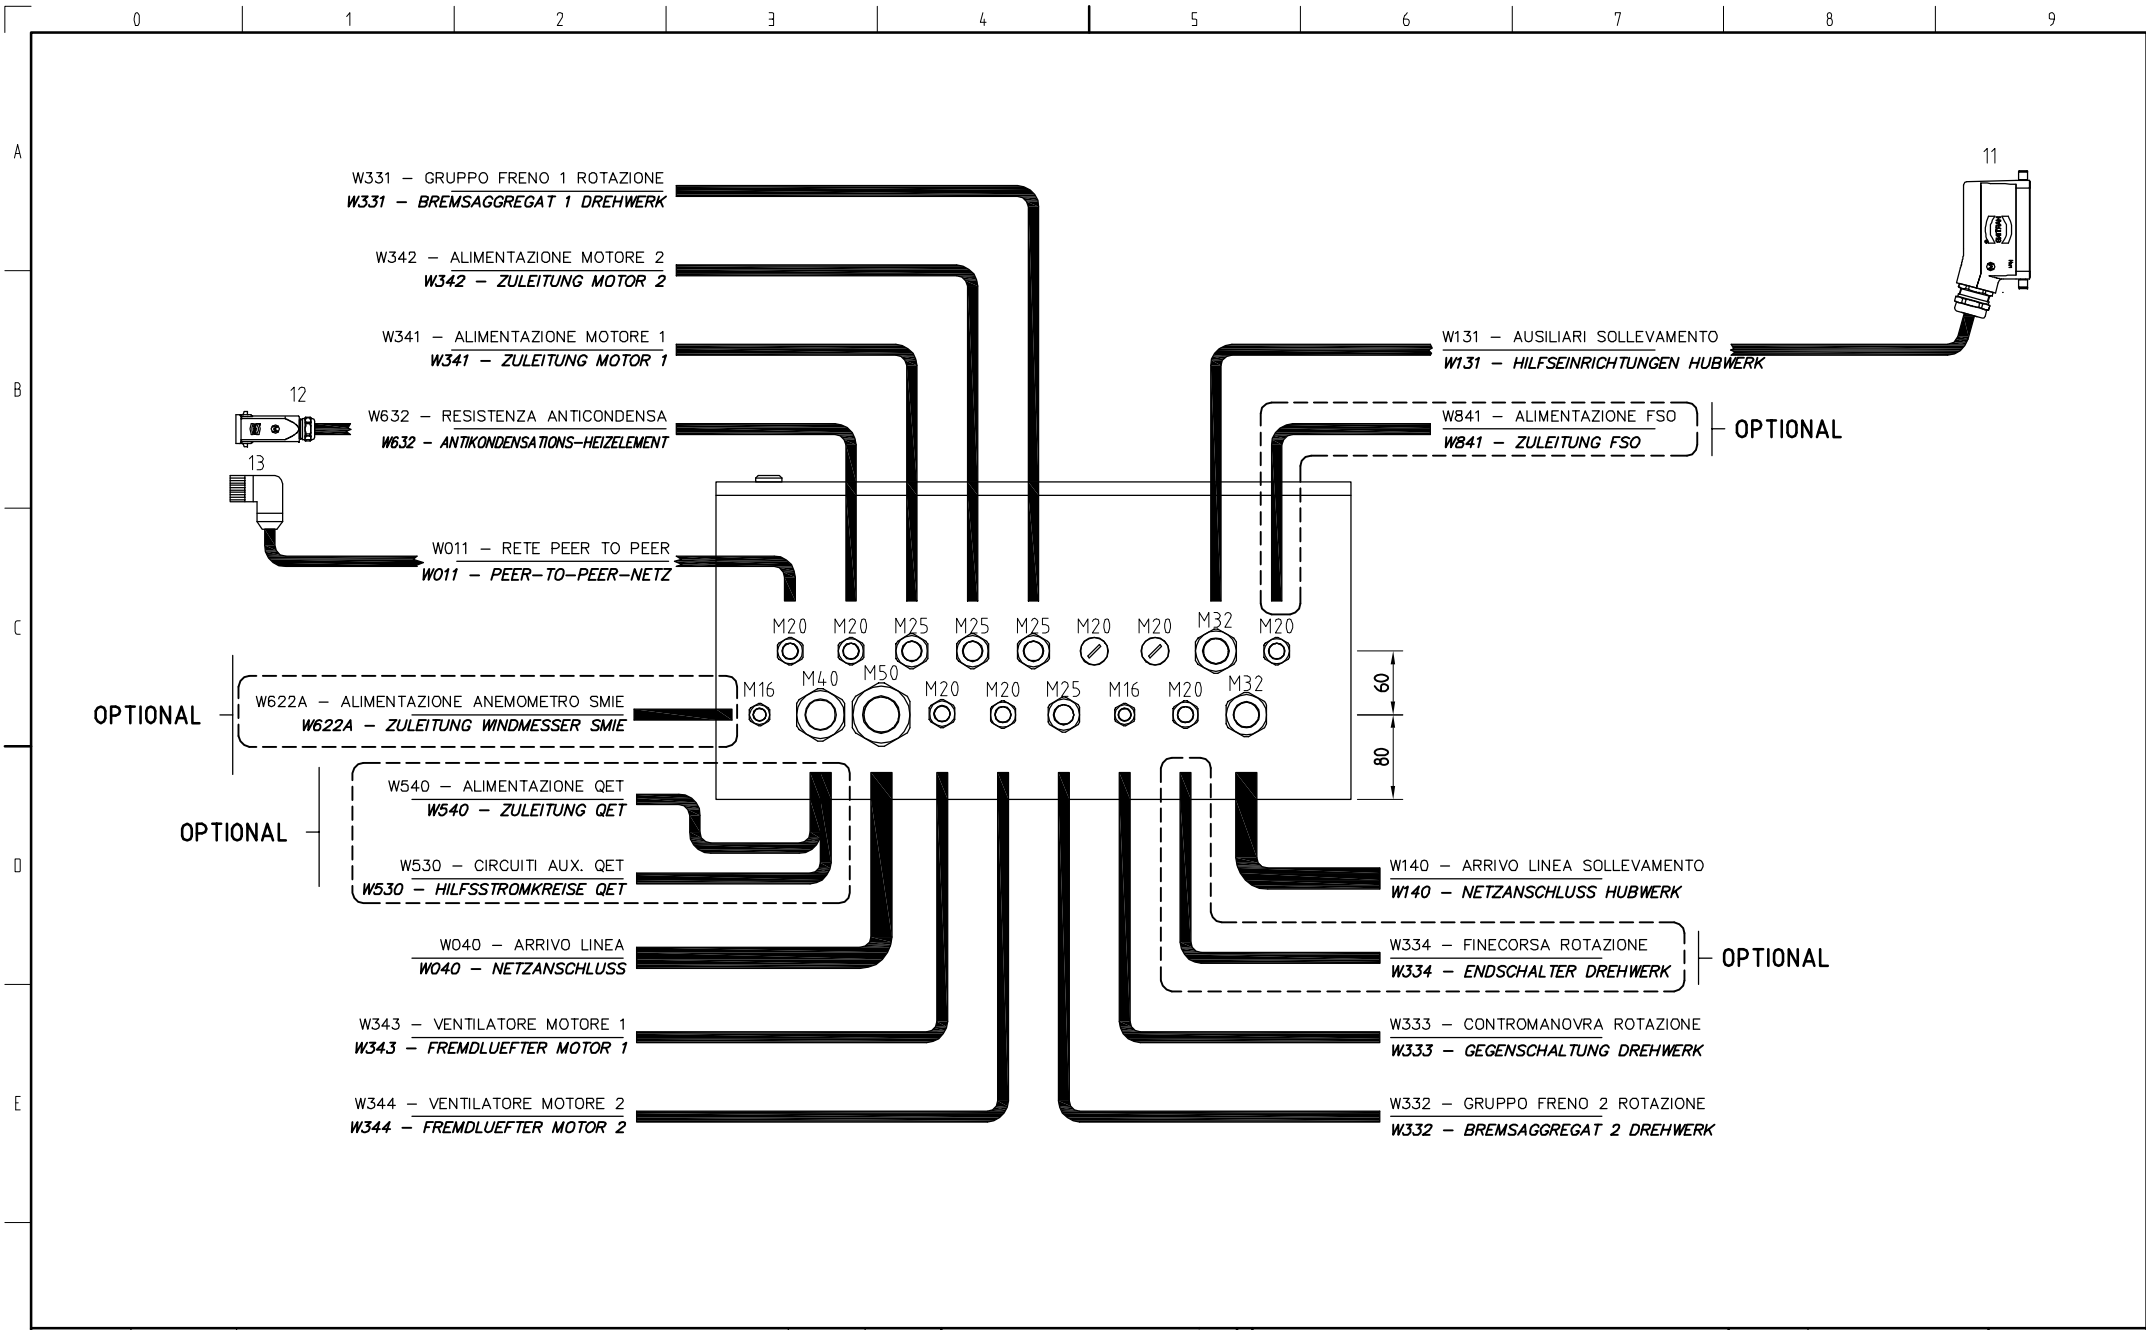 0 1 2 3 4 5 6 7 8 9
A
11
W331 – GRUPPO FRENO 1 ROTAZIONE
W331 – BREMSAGGREGAT 1 DREHWERK
HARTING
Han
W342 – ALIMENTAZIONE MOTORE 2
W342 – ZULEITUNG MOTOR 2
W341 – ALIMENTAZIONE MOTORE 1
W341 – ZULEITUNG MOTOR 1
W131 – AUSILIARI SOLLEVAMENTO
W131 – HILFSEINRICHTUNGEN HUBWERK
B
12
W632 – RESISTENZA ANTICONDENSA
W632 – ANTIKONDENSATIONS-HEIZELEMENT
W841 – ALIMENTAZIONE FSO
W841 – ZULEITUNG FSO
OPTIONAL
13
W011 – RETE PEER TO PEER
W011 – PEER-TO-PEER-NETZ
C
M20 M20 M25 M25 M25 M20 M20 M32 M20
M16 M40 M50 M20 M20 M25 M16 M20 M32
60
80
W622A – ALIMENTAZIONE ANEMOMETRO SMIE
W622A – ZULEITUNG WINDMESSER SMIE
OPTIONAL
W540 – ALIMENTAZIONE QET
W540 – ZULEITUNG QET
OPTIONAL
D
W530 – CIRCUITI AUX. QET
W530 – HILFSSTROMKREISE QET
W140 – ARRIVO LINEA SOLLEVAMENTO
W140 – NETZANSCHLUSS HUBWERK
W040 – ARRIVO LINEA
W040 – NETZANSCHLUSS
W334 – FINECORSA ROTAZIONE
W334 – ENDSCHALTER DREHWERK
OPTIONAL
W343 – VENTILATORE MOTORE 1
W343 – FREMDLUEFTER MOTOR 1
W333 – CONTROMANOVRA ROTAZIONE
W333 – GEGENSCHALTUNG DREHWERK
E
W344 – VENTILATORE MOTORE 2
W344 – FREMDLUEFTER MOTOR 2
W332 – GRUPPO FRENO 2 ROTAZIONE
W332 – BREMSAGGREGAT 2 DREHWERK